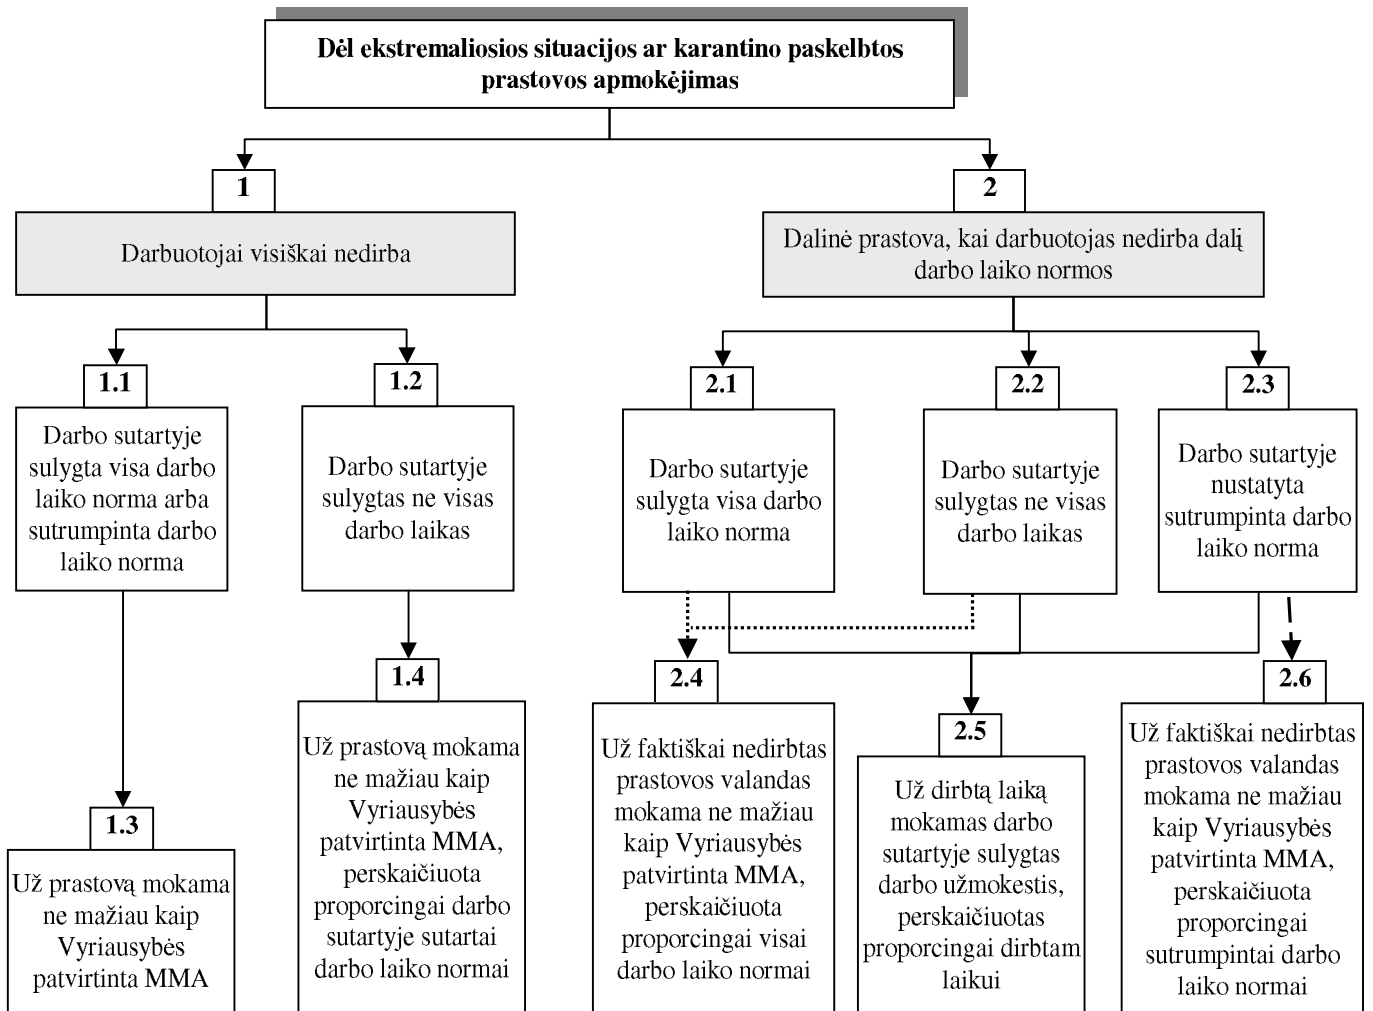 Dėl ekstremaliosios situacijos ar karantino paskelbtos
prastovos apmokėjimas
1
Darbuotojai visiškai nedirba
2
Dalinė prastova, kai darbuotojas nedirba dalį
darbo laiko normos
1.1
Darbo sutartyje
sulygta visa darbo
laiko norma arba
sutrumpinta darbo
laiko norma
1.2
Darbo sutartyje
sulygtas ne visas
darbo laikas
2.1
Darbo sutartyje
sulygta visa darbo
laiko norma
2.2
Darbo sutartyje
sulygtas ne visas
darbo laikas
2.3
Darbo sutartyje
nustatyta
sutrumpinta darbo
laiko norma
1.3
Už prastovą mokama
ne mažiau kaip
Vyriausybės
patvirtinta MMA
1.4
Už prastovą mokama
ne mažiau kaip
Vyriausybės
patvirtinta MMA,
perskaičiuota
proporcingai darbo
sutartyje sutartai
darbo laiko normai
2.4
Už faktiškai nedirbtas
prastovos valandas
mokama ne mažiau
kaip Vyriausybės
patvirtinta MMA,
perskaičiuota
proporcingai visai
darbo laiko normai
2.5
Už dirbtą laiką
mokamas darbo
sutartyje sulygtas
darbo užmokestis,
perskaičiuotas
proporcingai dirbtam
laikui
2.6
Už faktiškai nedirbtas
prastovos valandas
mokama ne mažiau
kaip Vyriausybės
patvirtinta MMA,
perskaičiuota
proporcingai
sutrumpintai darbo
laiko normai